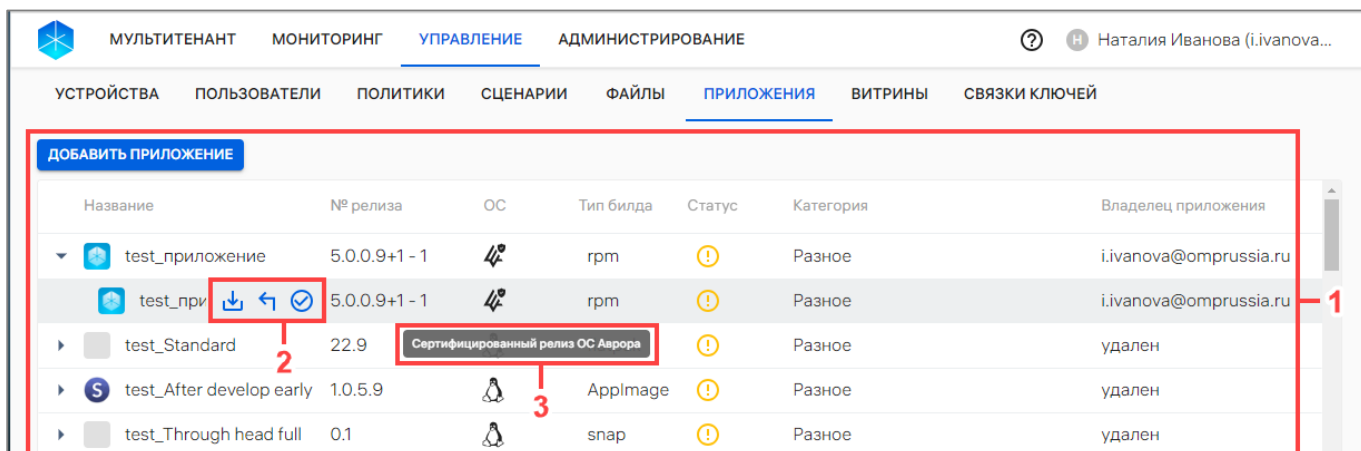 МУЛЬТИТЕНАНТ МОНИТОРИНГ УПРАВЛЕНИЕ АДМИНИСТРИРОВАНИЕ ? Н Наталия Иванова (i.ivanova...
УСТРОЙСТВА ПОЛЬЗОВАТЕЛИ ПОЛИТИКИ СЦЕНАРИИ ФАЙЛЫ ПРИЛОЖЕНИЯ ВИТРИНЫ СВЯЗКИ КЛЮЧЕЙ
ДОБАВИТЬ ПРИЛОЖЕНИЕ
Название № релиза ОС Тип билда Статус Категория Владелец приложения
test_приложение 5.0.0.9+1 - 1 rpm Разное i.ivanova@omprussia.ru
test_при 5.0.0.9+1 - 1 rpm Разное i.ivanova@omprussia.ru 1
test_Standard 22.9 Сертифицированный релиз ОС Аврора Разное удален
2
S test_After develop early 1.0.5.9 AppImage Разное удален
3
test_Through head full 0.1 snap Разное удален